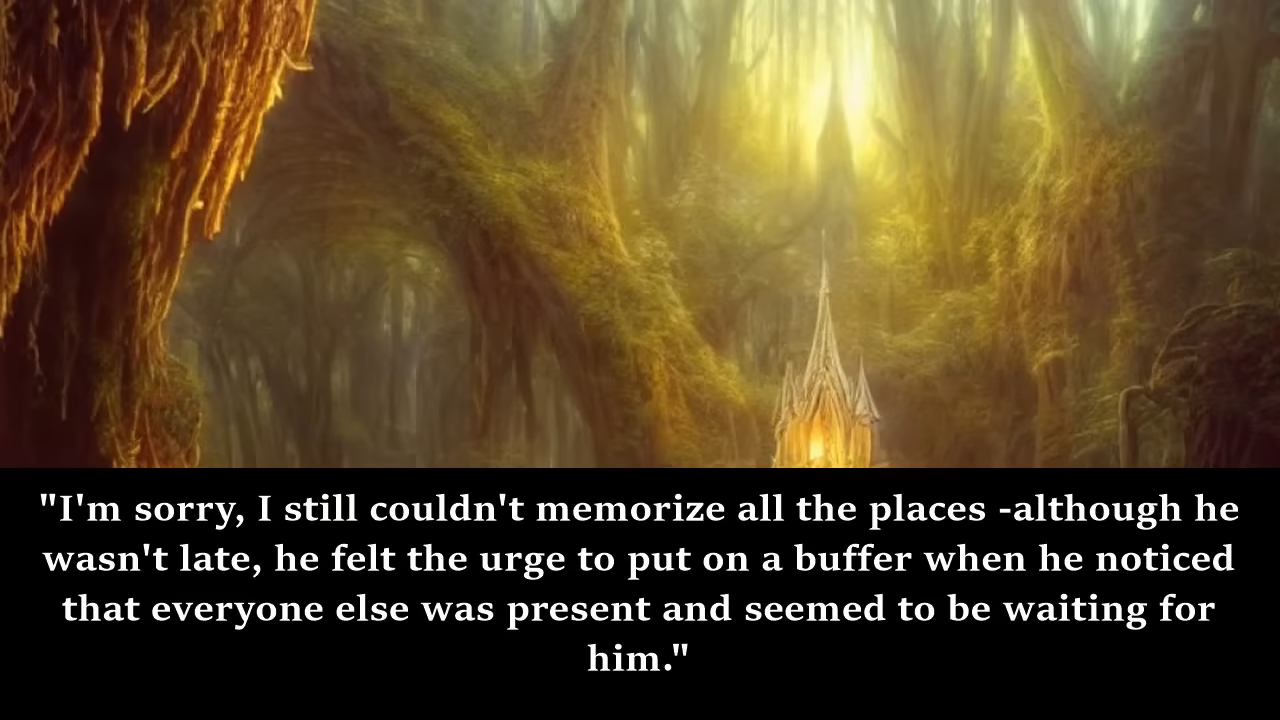 "I'm sorry, I still couldn't memorize all the places -although he
wasn't late, he felt the urge to put on a buffer when he noticed
that everyone else was present and seemed to be waiting for
him."